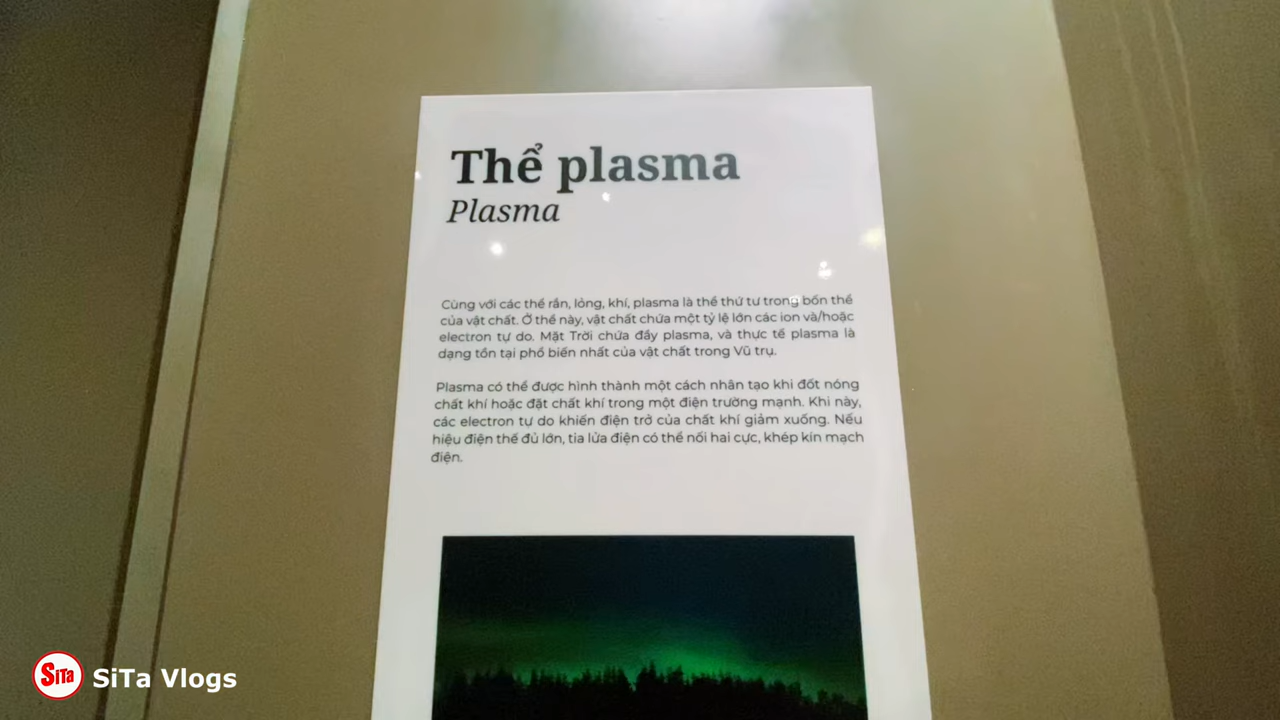 Thể plasma
Plasma
Cùng với các thể rắn, lỏng, khí, plasma là thể thứ tư trong bốn thể
của vật chất. Ở thể này, vật chất chứa một tỷ lệ lớn các ion và/hoặc
electron tự do. Mặt Trời chứa đầy plasma, và thực tế plasma là
dạng tồn tại phổ biến nhất của vật chất trong Vũ trụ.
Plasma có thể được hình thành một cách nhân tạo khi đốt nóng
chất khí hoặc đặt chất khí trong một điện trường mạnh. Khi này,
các electron tự do khiến điện trở của chất khí giảm xuống. Nếu
hiệu điện thế đủ lớn, tia lửa điện có thể nối hai cực, khép kín mạch
điện.
SiTa SiTa Vlogs